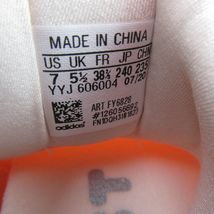 MADE IN CHINA
US UK FR JP CHN
7 5½ 38⅔ 240 235
YYJ 606004 07/20
ART FY6828
adidas
T